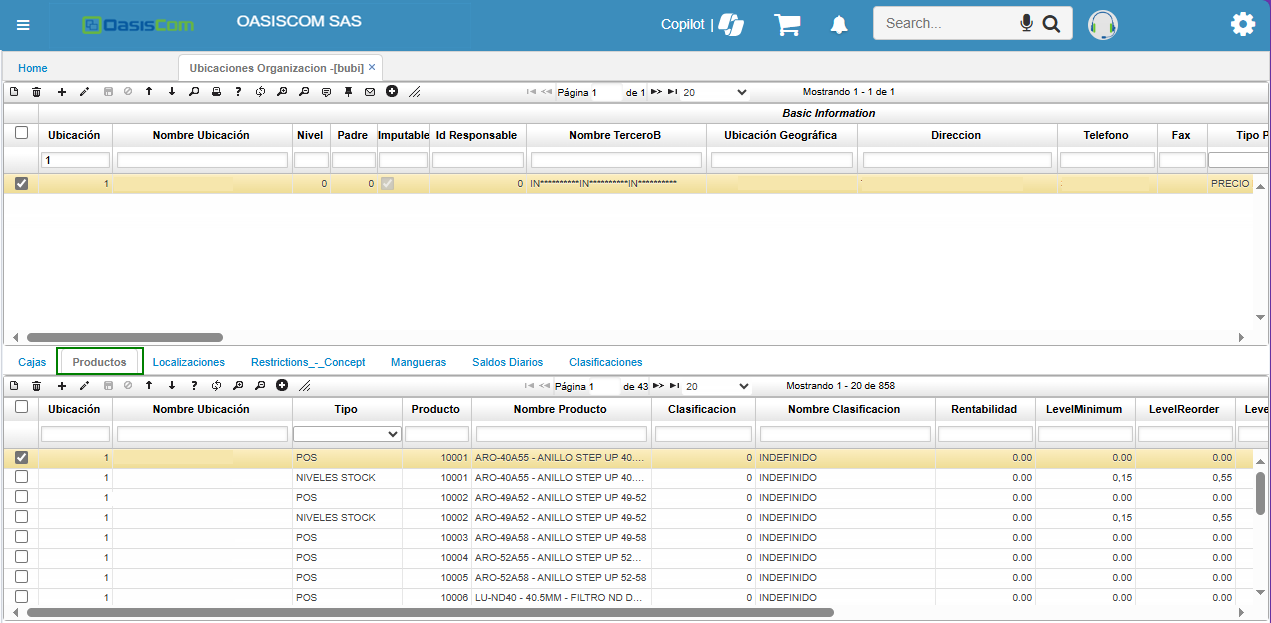 OasisCom OASISCOM SAS Copilot | Search...
Home Ubicaciones Organizacion -[bubi] ×
Página 1 de 1 20 Mostrando 1 - 1 de 1
Basic Information
Ubicación Nombre Ubicación Nivel Padre Imputable Id Responsable Nombre TerceroB Ubicación Geográfica Direccion Telefono Fax Tipo P
1
1 0 0 0 IN**********IN**********IN********** PRECIO
Cajas Productos Localizaciones Restrictions_-_Concept Mangueras Saldos Diarios Clasificaciones
Página 1 de 43 20 Mostrando 1 - 20 de 858
Ubicación Nombre Ubicación Tipo Producto Nombre Producto Clasificacion Nombre Clasificacion Rentabilidad LevelMinimum LevelReorder Leve
1 POS 10001 ARO-40A55 - ANILLO STEP UP 40.... 0 INDEFINIDO 0.00 0.00 0.00
1 NIVELES STOCK 10001 ARO-40A55 - ANILLO STEP UP 40.... 0 INDEFINIDO 0.00 0,15 0,55
1 POS 10002 ARO-49A52 - ANILLO STEP UP 49-52 0 INDEFINIDO 0.00 0.00 0.00
1 NIVELES STOCK 10002 ARO-49A52 - ANILLO STEP UP 49-52 0 INDEFINIDO 0.00 0,15 0,55
1 POS 10003 ARO-49A58 - ANILLO STEP UP 49-58 0 INDEFINIDO 0.00 0.00 0.00
1 POS 10004 ARO-52A55 - ANILLO STEP UP 52... 0 INDEFINIDO 0.00 0.00 0.00
1 POS 10005 ARO-52A58 - ANILLO STEP UP 52-58 0 INDEFINIDO 0.00 0.00 0.00
1 POS 10006 LU-ND40 - 40.5MM - FILTRO ND D... 0 INDEFINIDO 0.00 0.00 0.00